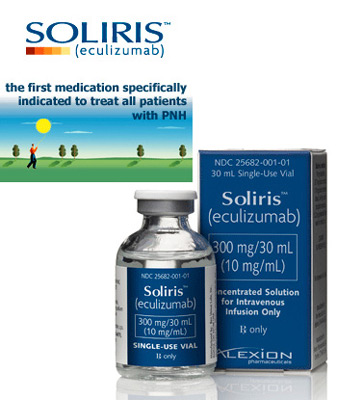 SOLIRIS™
(eculizumab)
the first medication specifically
indicated to treat all patients
with PNH
NDC 25682-001-01
30 mL Single-Use Vial
Soliris™
(eculizumab)
300 mg/30 mL
(10 mg/mL)
Concentrated Solution
for Intravenous
Infusion Only
℞ only
ALEXION
pharmaceuticals
NDC 25682-001-01
Soliris™
(eculizumab)
300 mg/30 mL
(10 mg/mL)
SINGLE-USE VIAL
℞ only